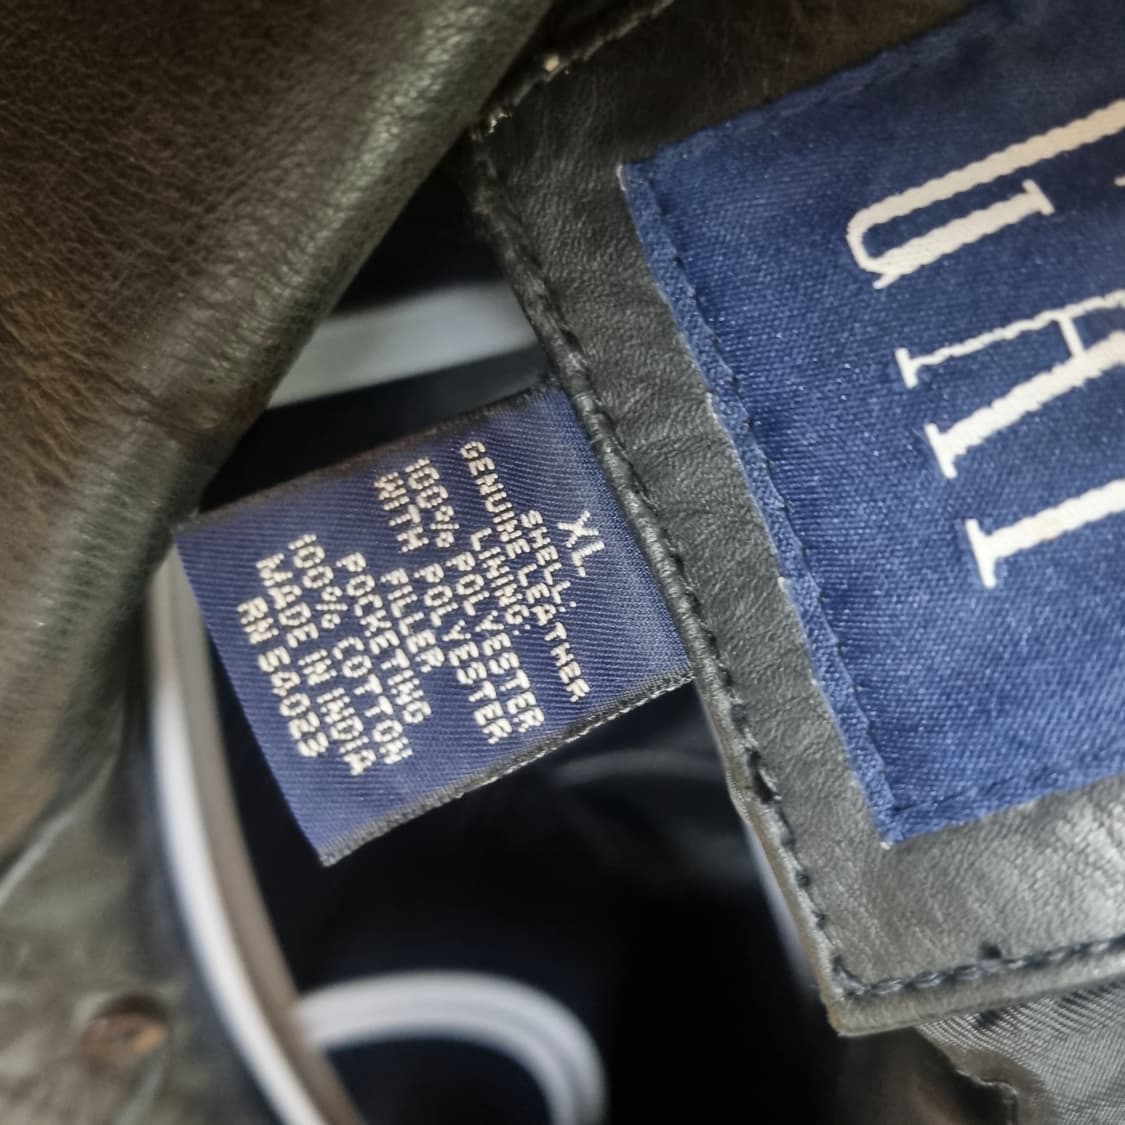 XL
SHELL:
GENUINE LEATHER
LINING:
100% POLYESTER
WITH POLYESTER
FILLER
POCKETING
100% COTTON
MADE IN INDIA
RN 54023